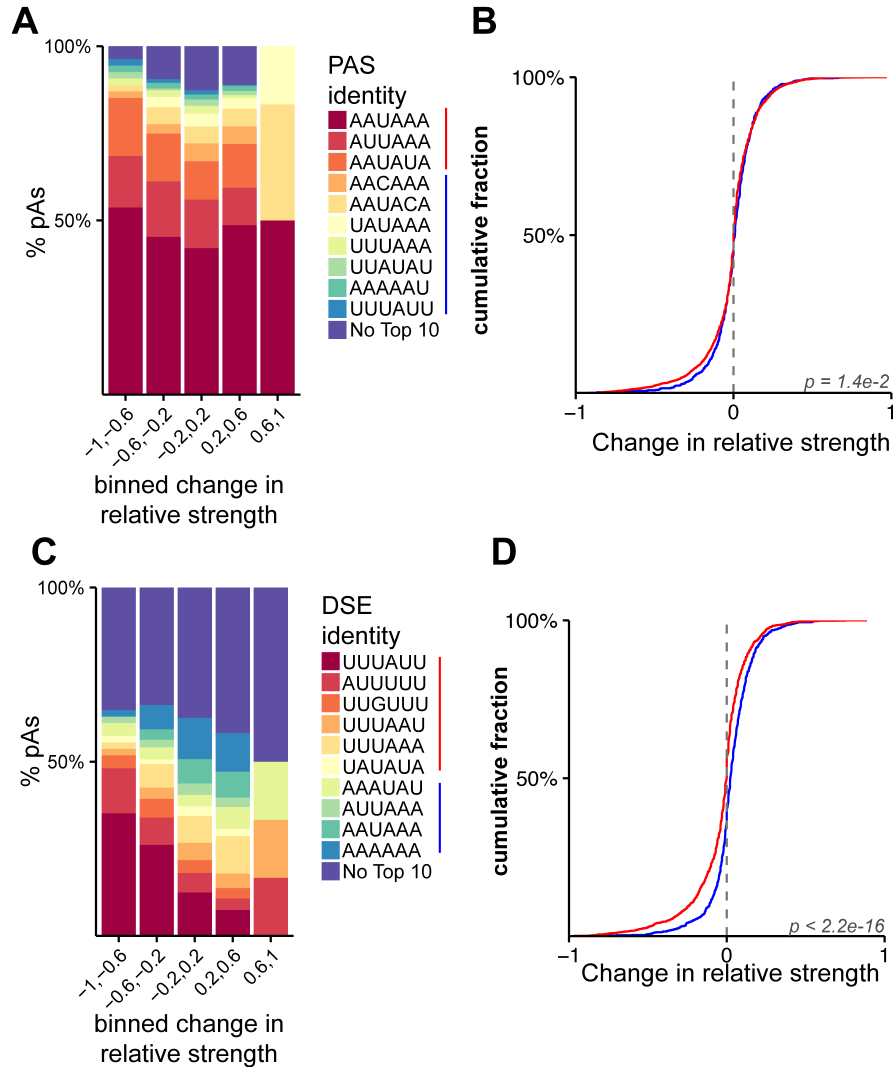 A
100%
50%
% pAs
−1,−0.6
−0.6,−0.2
−0.2,0.2
0.2,0.6
0.6,1
binned change in
relative strength
PAS
identity
AAUAAA
AUUAAA
AAUAUA
AACAAA
AAUACA
UAUAAA
UUUAAA
UUAUAU
AAAAAU
UUUAUU
No Top 10
B
100%
50%
cumulative fraction
p = 1.4e-2
−1
0
1
Change in relative strength
C
100%
50%
% pAs
−1,−0.6
−0.6,−0.2
−0.2,0.2
0.2,0.6
0.6,1
binned change in
relative strength
DSE
identity
UUUAUU
AUUUUU
UUGUUU
UUUAAU
UUUAAA
UAUAUA
AAAUAU
AUUAAA
AAUAAA
AAAAAA
No Top 10
D
100%
50%
cumulative fraction
p < 2.2e-16
−1
0
1
Change in relative strength